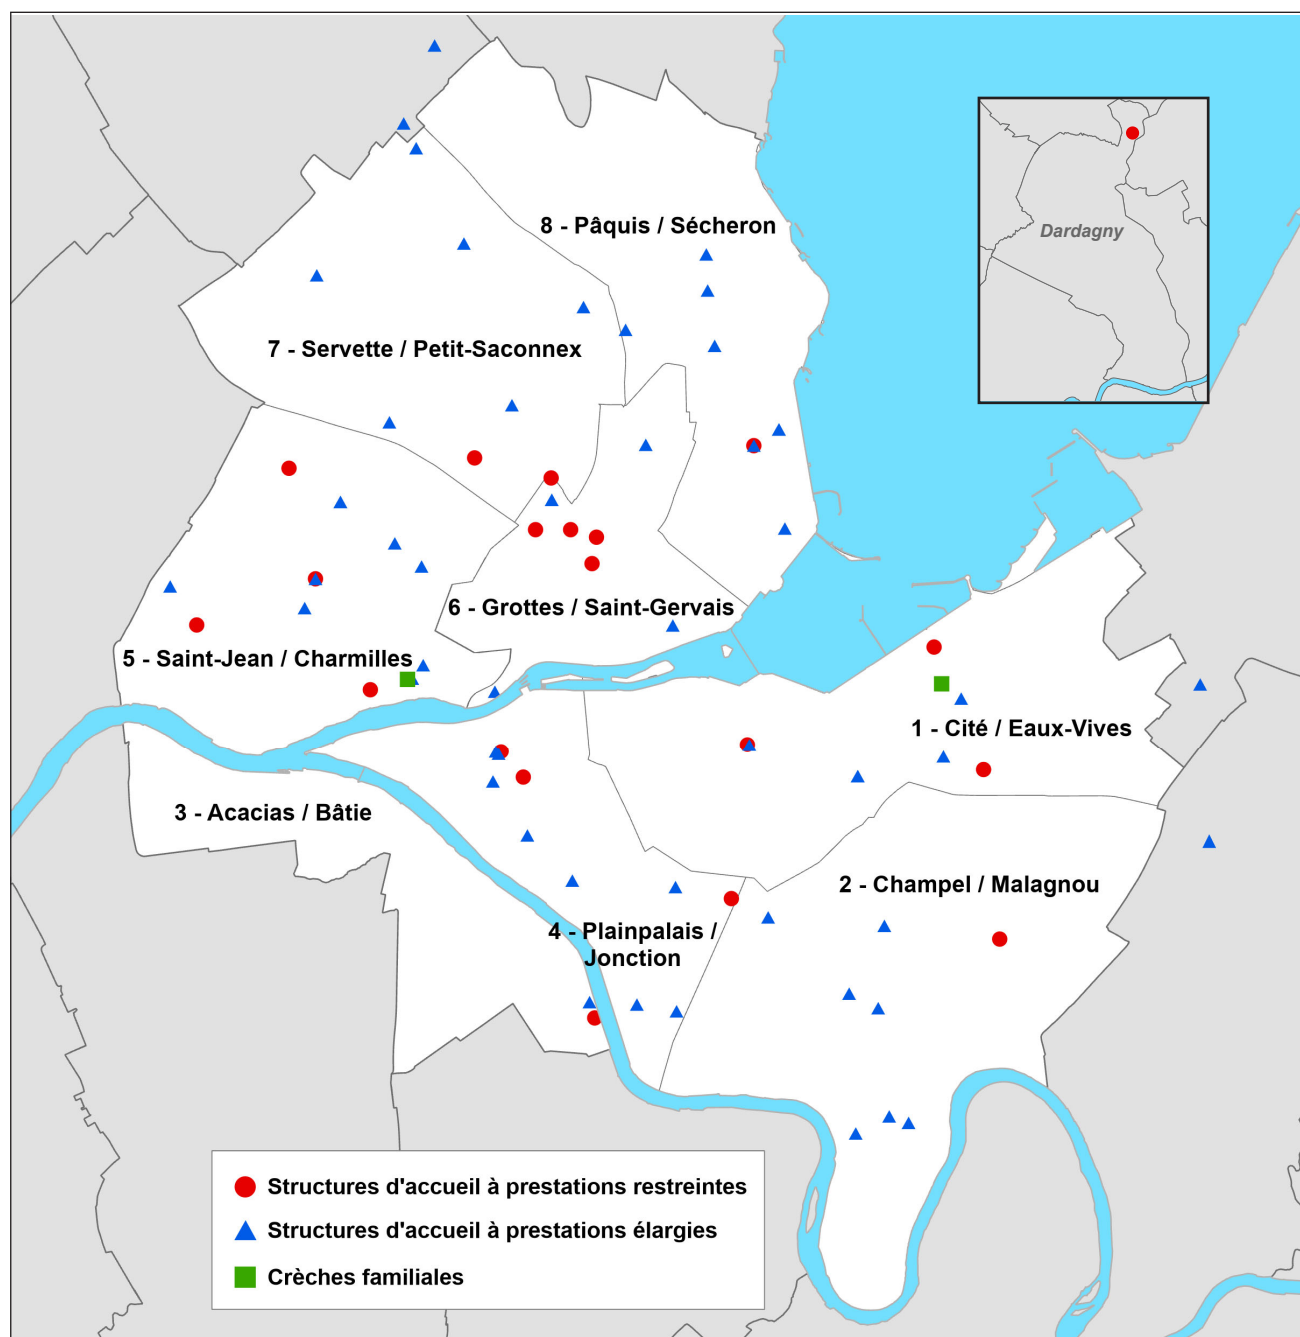 8 - Pâquis / Sécheron
Dardagny
7 - Servette / Petit-Saconnex
6 - Grottes / Saint-Gervais
5 - Saint-Jean / Charmilles
1 - Cité / Eaux-Vives
3 - Acacias / Bâtie
2 - Champel / Malagnou
4 - Plainpalais /
Jonction
Structures d'accueil à prestations restreintes
Structures d'accueil à prestations élargies
Crèches familiales